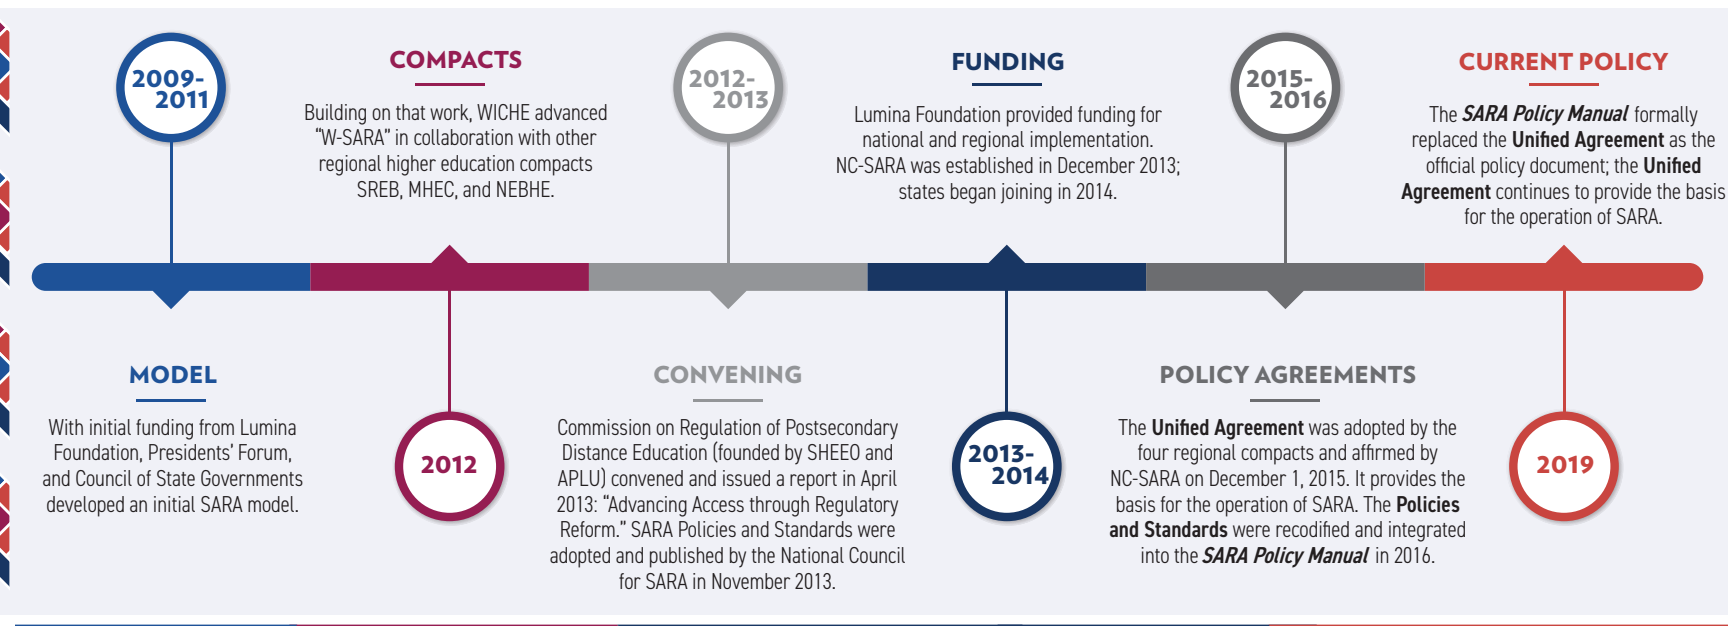 2009-
2011
MODEL
With initial funding from Lumina
Foundation, Presidents' Forum,
and Council of State Governments
developed an initial SARA model.
COMPACTS
Building on that work, WICHE advanced
“W-SARA” in collaboration with other
regional higher education compacts
SREB, MHEC, and NEBHE.
2012
2012-
2013
CONVENING
Commission on Regulation of Postsecondary
Distance Education (founded by SHEEO and
APLU) convened and issued a report in April
2013: “Advancing Access through Regulatory
Reform.” SARA Policies and Standards were
adopted and published by the National Council
for SARA in November 2013.
FUNDING
Lumina Foundation provided funding for
national and regional implementation.
NC-SARA was established in December 2013;
states began joining in 2014.
2013-
2014
2015-
2016
POLICY AGREEMENTS
The Unified Agreement was adopted by the
four regional compacts and affirmed by
NC-SARA on December 1, 2015. It provides the
basis for the operation of SARA. The Policies
and Standards were recodified and integrated
into the SARA Policy Manual in 2016.
CURRENT POLICY
The SARA Policy Manual formally
replaced the Unified Agreement as the
official policy document; the Unified
Agreement continues to provide the basis
for the operation of SARA.
2019